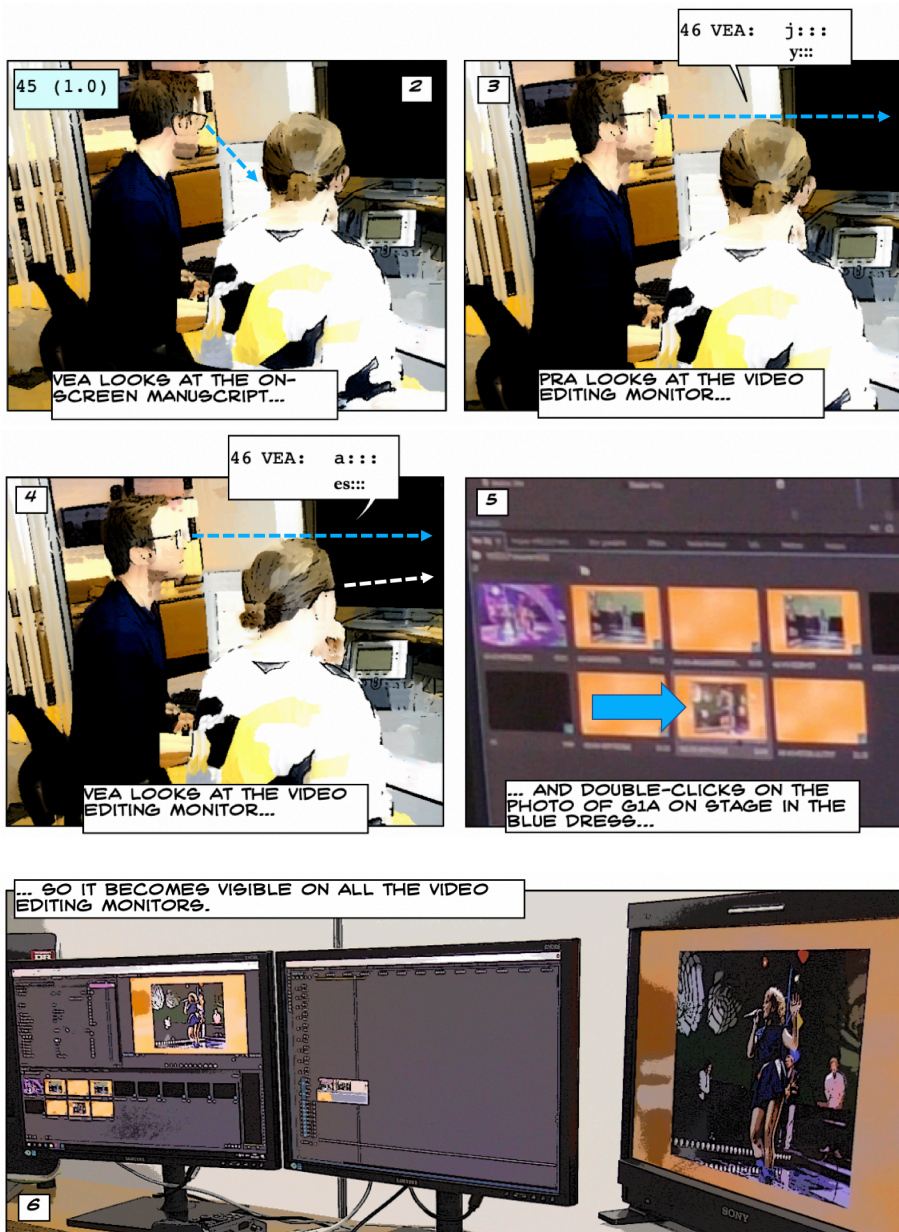 45 (1.0)
2
VEA LOOKS AT THE ON-
SCREEN MANUSCRIPT...
46 VEA: j:::
y:::
3
PRA LOOKS AT THE VIDEO
EDITING MONITOR...
46 VEA: a:::
es:::
4
VEA LOOKS AT THE VIDEO
EDITING MONITOR...
5
... AND DOUBLE-CLICKS ON THE
PHOTO OF G1A ON STAGE IN THE
BLUE DRESS...
... SO IT BECOMES VISIBLE ON ALL THE VIDEO
EDITING MONITORS.
DR
SAMSUNG
SAMSUNG
SONY
6